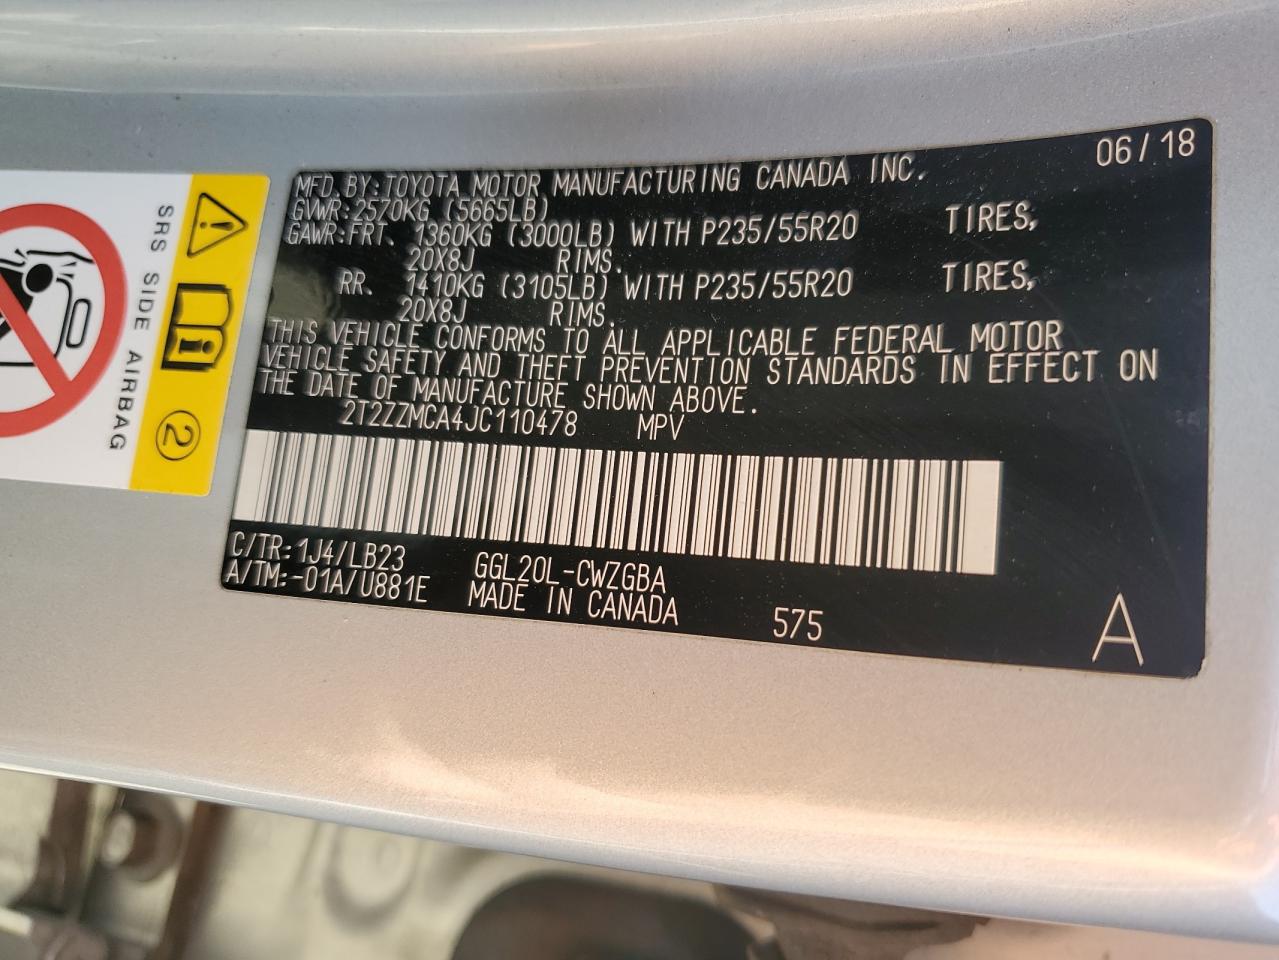 06/18
MFD. BY: TOYOTA MOTOR MANUFACTURING CANADA INC.
GVWR: 2570KG (5665LB)
GAWR: FRT. 1360KG (3000LB) WITH P235/55R20 TIRES,
20X8J RIMS.
RR. 1410KG (3105LB) WITH P235/55R20 TIRES,
20X8J RIMS.
THIS VEHICLE CONFORMS TO ALL APPLICABLE FEDERAL MOTOR
VEHICLE SAFETY AND THEFT PREVENTION STANDARDS IN EFFECT ON
THE DATE OF MANUFACTURE SHOWN ABOVE.
2T2ZZMCA4JC110478 MPV
C/TR: 1J4/LB23 GGL20L-CWZGBA
A/TM: -01A/U881E MADE IN CANADA 575
A
SRS SIDE AIRBAG
2